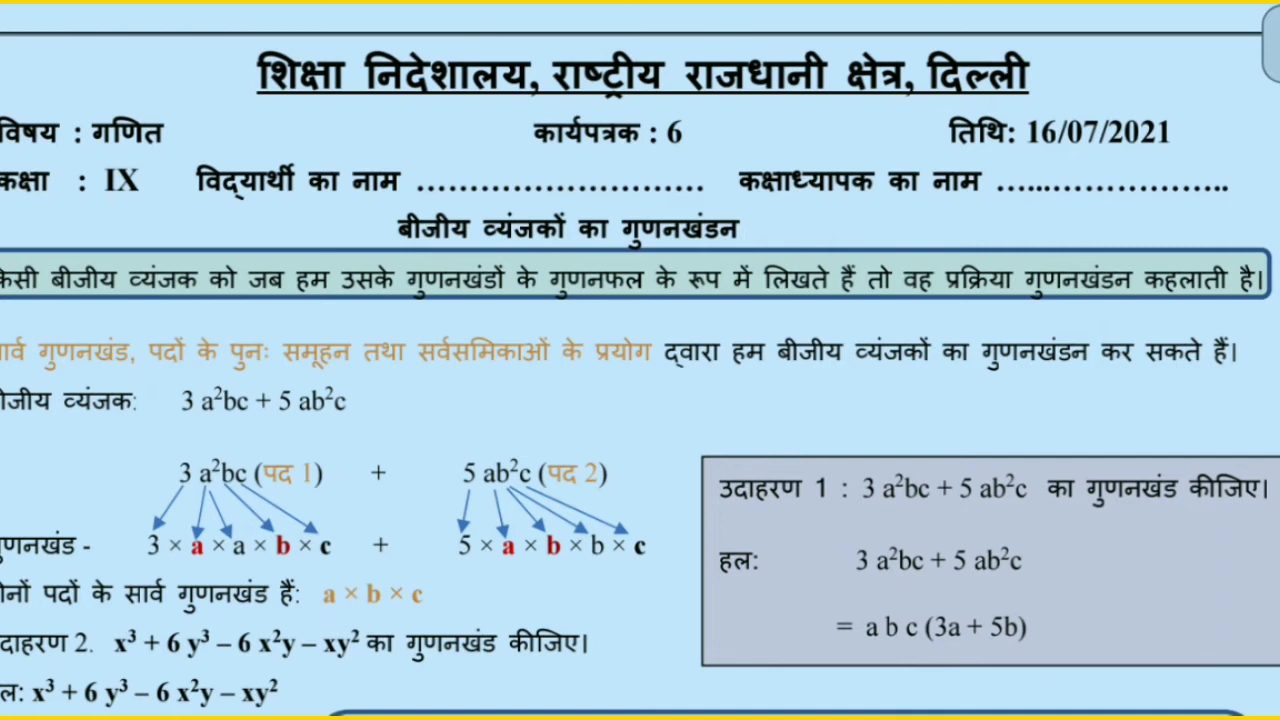 शिक्षा निदेशालय, राष्ट्रीय राजधानी क्षेत्र, दिल्ली
विषय : गणित कार्यपत्रक : 6 तिथि: 16/07/2021
कक्षा : IX विद्यार्थी का नाम ........................... कक्षाध्यापक का नाम ......................
बीजीय व्यंजकों का गुणनखंडन
बीजीय व्यंजक को जब हम उसके गुणनखंडों के गुणनफल के रूप में लिखते हैं तो वह प्रक्रिया गुणनखंडन कहलाती है।
गुणनखंड, पदों के पुनः समूहन तथा सर्वसमिकाओं के प्रयोग द्वारा हम बीजीय व्यंजकों का गुणनखंडन कर सकते हैं।
व्यंजक: 3 a²bc + 5 ab²c
3 a²bc (पद 1) + 5 ab²c (पद 2)
गुणनखंड - 3 × a × a × b × c + 5 × a × b × b × c
पदों के सार्व गुणनखंड हैं: a × b × c
2. x³ + 6 y³ – 6 x²y – xy² का गुणनखंड कीजिए।
x³ + 6 y³ – 6 x²y – xy²
उदाहरण 1 : 3 a²bc + 5 ab²c का गुणनखंड कीजिए।
हल: 3 a²bc + 5 ab²c
= a b c (3a + 5b)